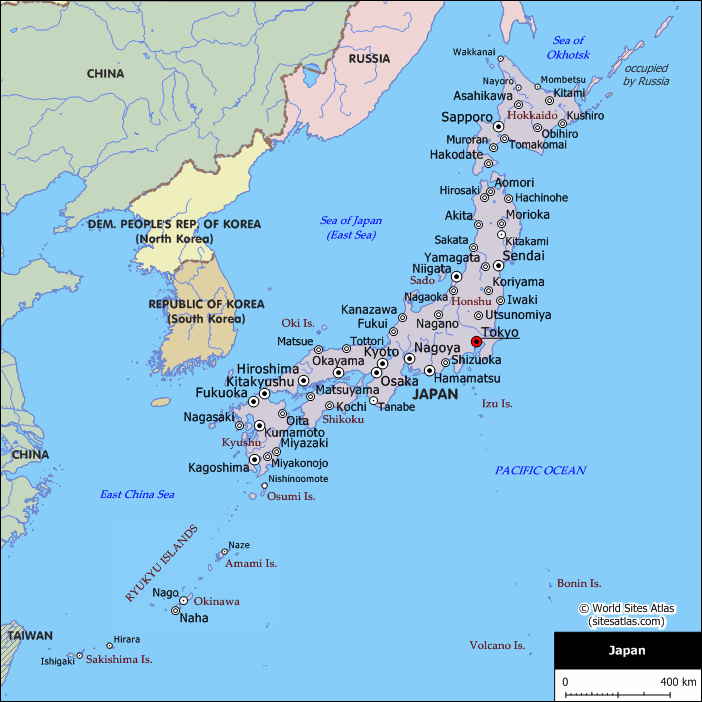 Wakkanai
Sea of
Okhotsk
RUSSIA
CHINA
occupied
by Russia
Nayoro
Mombetsu
Asahikawa
Kitami
Hokkaido
Kushiro
Sapporo
Obihiro
Muroran
Tomakomai
Hakodate
Aomori
Hirosaki
Hachinohe
Akita
Morioka
DEM. PEOPLE'S REP. OF KOREA
(North Korea)
Sea of Japan
(East Sea)
Sakata
Kitakami
Yamagata
Sendai
Niigata
Sado
Koriyama
Nagaoka
Honshu
Iwaki
REPUBLIC OF KOREA
(South Korea)
Kanazawa
Utsunomiya
Oki Is.
Fukui
Nagano
Tokyo
Matsue
Tottori
Kyoto
Nagoya
Okayama
Shizuoka
Hiroshima
Kitakyushu
Osaka
Hamamatsu
Fukuoka
Matsuyama
JAPAN
Kochi
Tanabe
Izu Is.
Nagasaki
Oita
Shikoku
Kumamoto
Kyushu
Miyazaki
CHINA
Kagoshima
Miyakonojo
PACIFIC OCEAN
Nishinoomote
East China Sea
Osumi Is.
RYUKYU ISLANDS
Naze
Amami Is.
Bonin Is.
Nago
Okinawa
Naha
© World Sites Atlas
(sitesatlas.com)
TAIWAN
Hirara
Ishigaki
Sakishima Is.
Volcano Is.
Japan
0
400 km